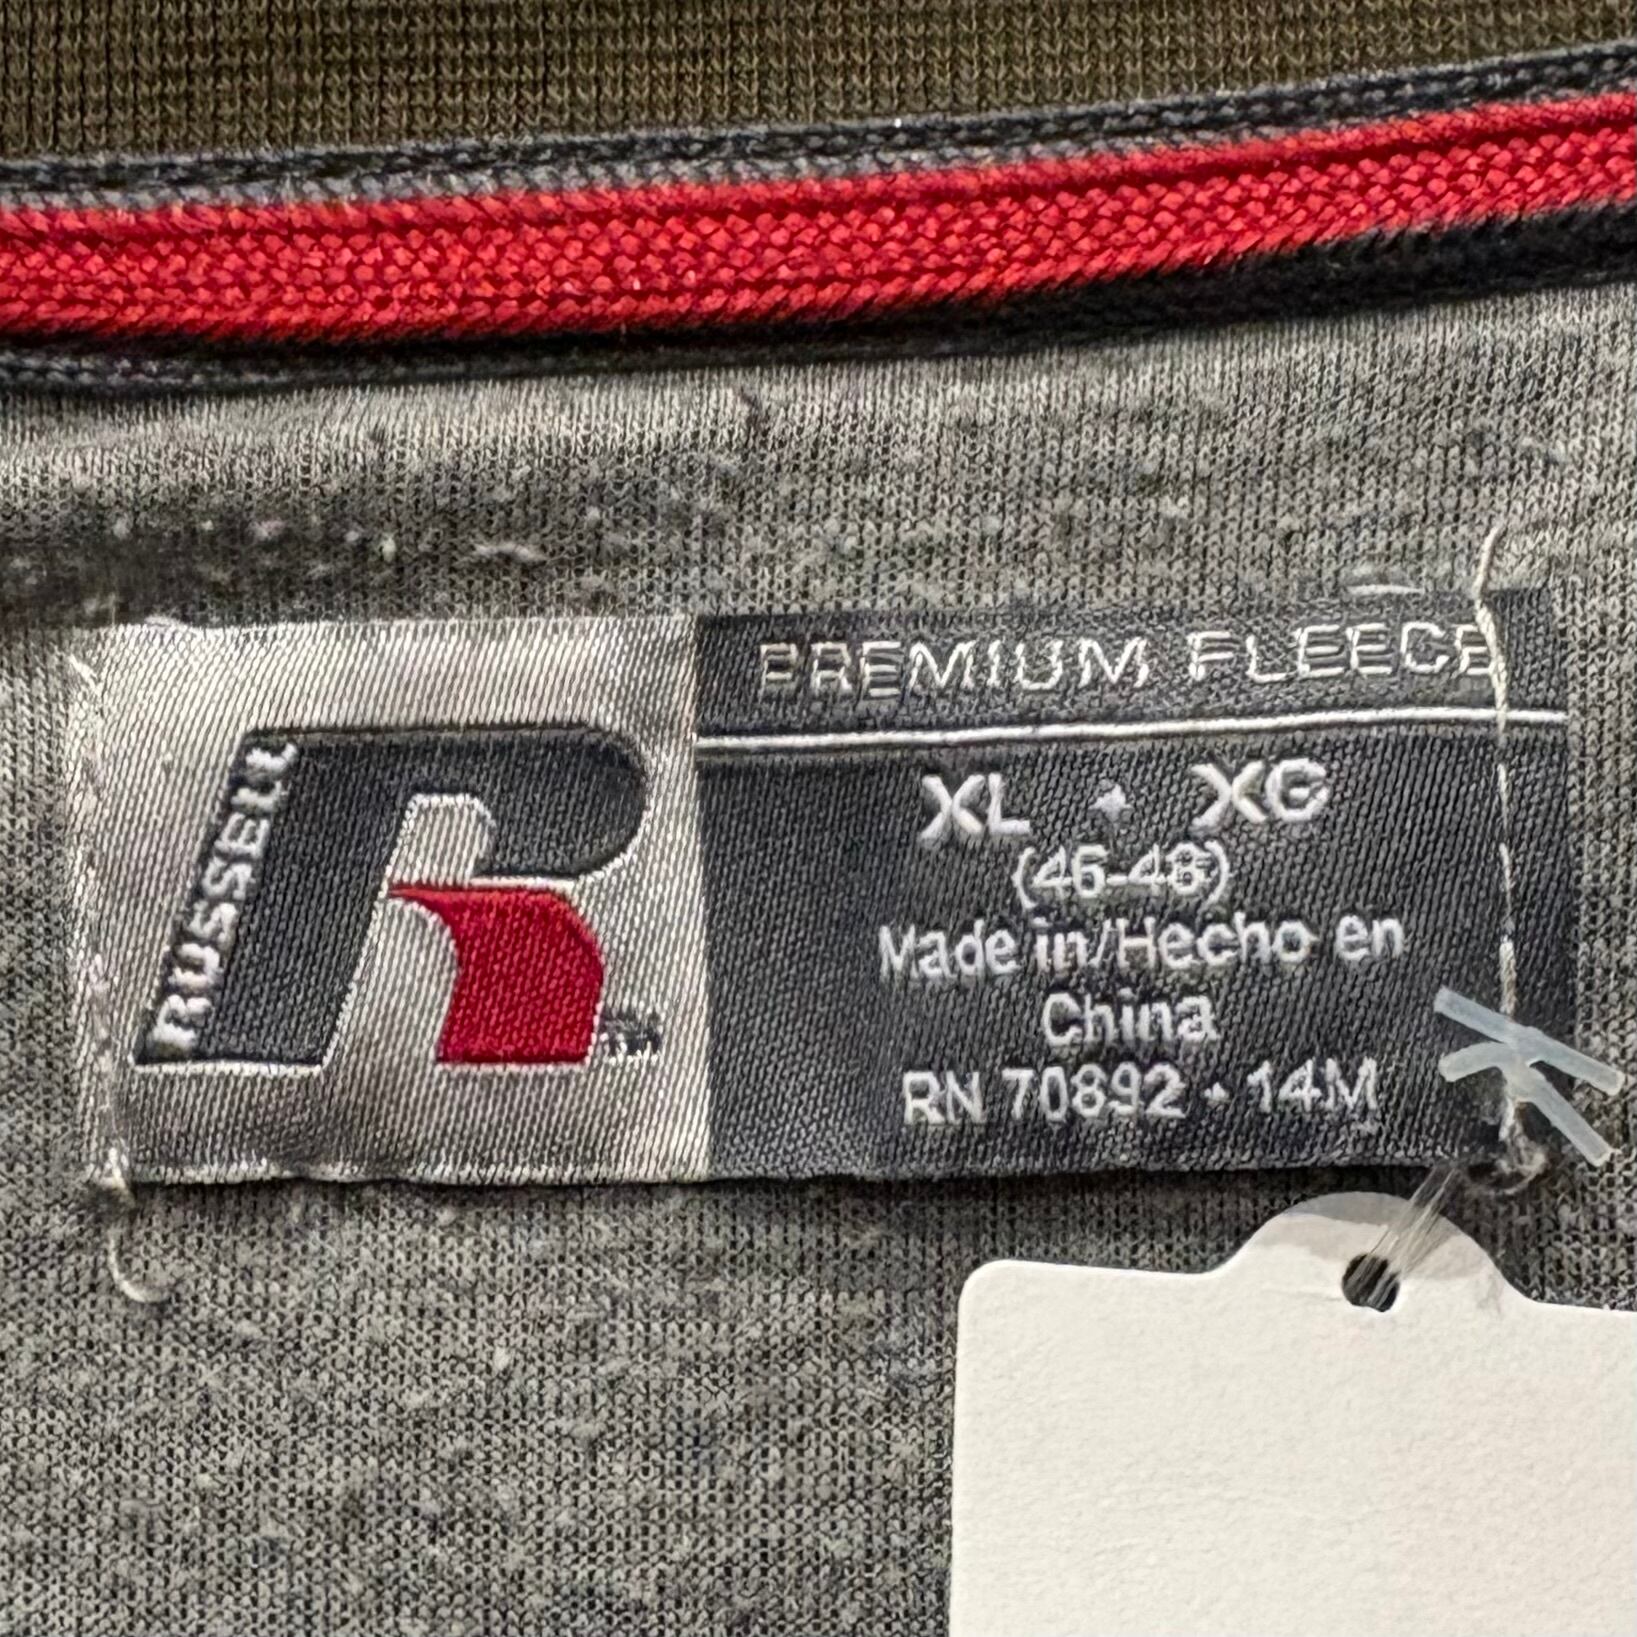 RUSSELL
PREMIUM FLEECE
XL • XG
(46-48)
Made in/Hecho en
China
RN 70892 • 14M